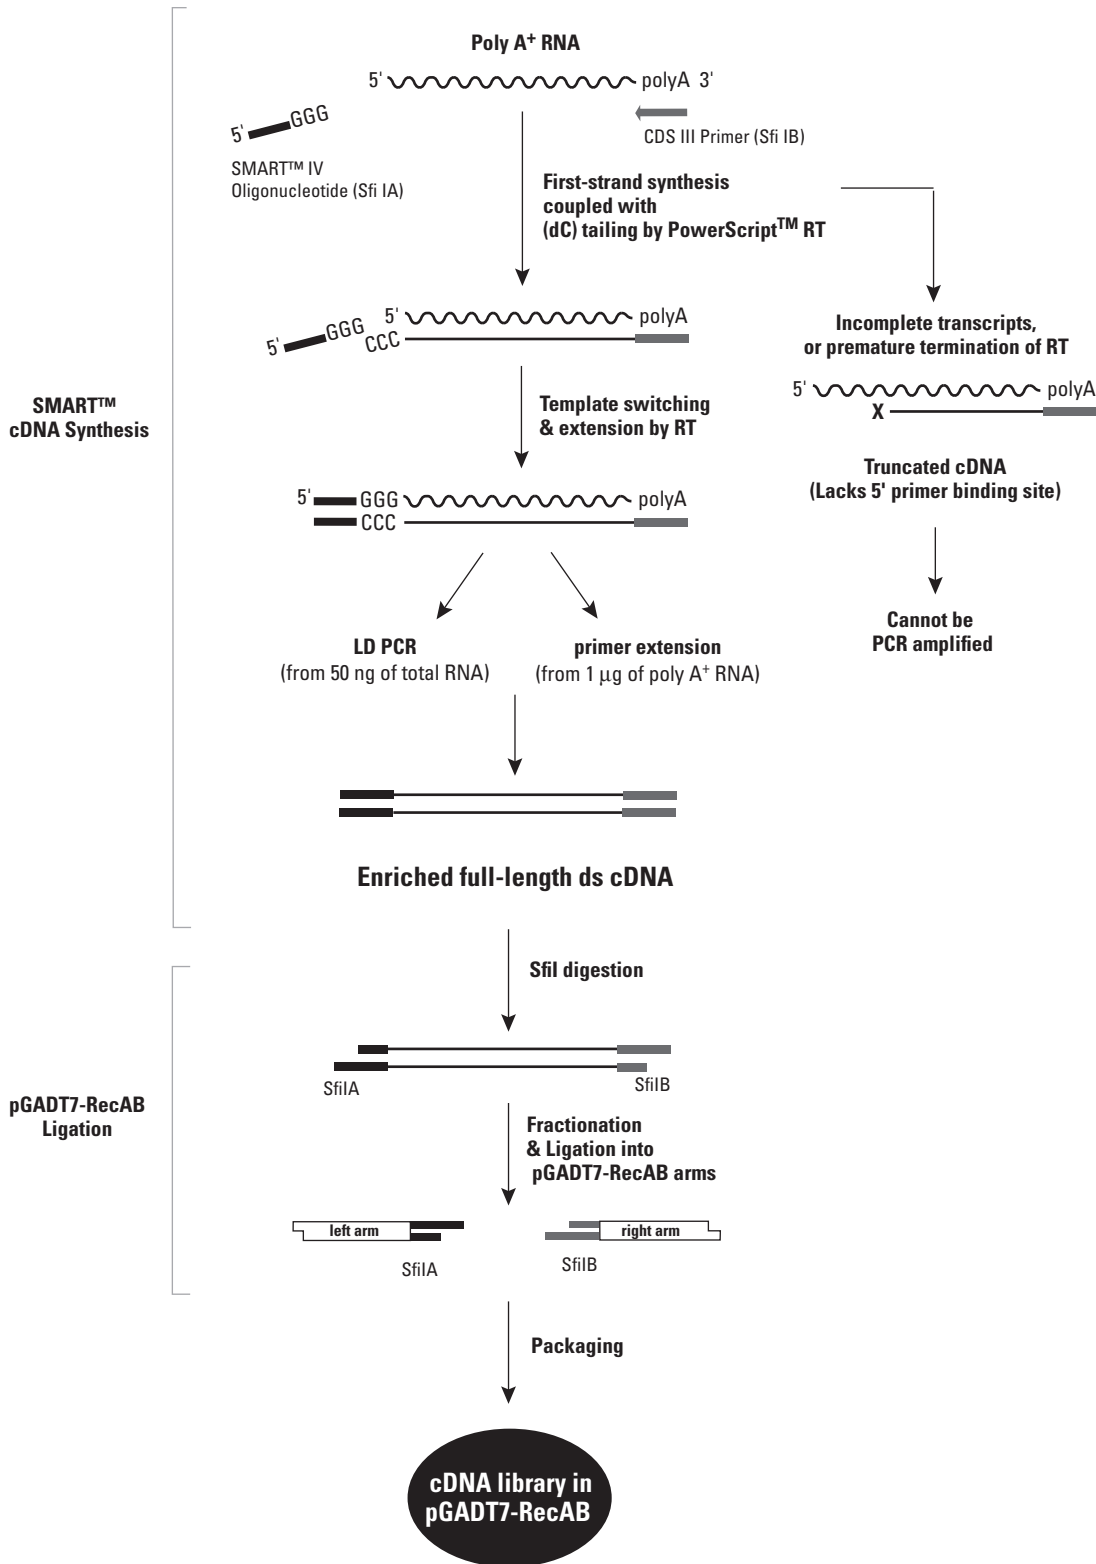 Poly A+ RNA
5' polyA 3'
5' GGG
CDS III Primer (Sfi IB)
SMART™ IV
Oligonucleotide (Sfi IA)
First-strand synthesis
coupled with
(dC) tailing by PowerScript™ RT
5' polyA
5' GGG
CCC
Incomplete transcripts,
or premature termination of RT
5' polyA
X
SMART™
cDNA Synthesis
Template switching
& extension by RT
Truncated cDNA
(Lacks 5' primer binding site)
5' GGG polyA
CCC
Cannot be
PCR amplified
LD PCR
(from 50 ng of total RNA)
primer extension
(from 1 µg of poly A+ RNA)
Enriched full-length ds cDNA
SfiI digestion
SfiIA
SfiIB
pGADT7-RecAB
Ligation
Fractionation
& Ligation into
pGADT7-RecAB arms
left arm
right arm
SfiIA
SfiIB
Packaging
cDNA library in
pGADT7-RecAB